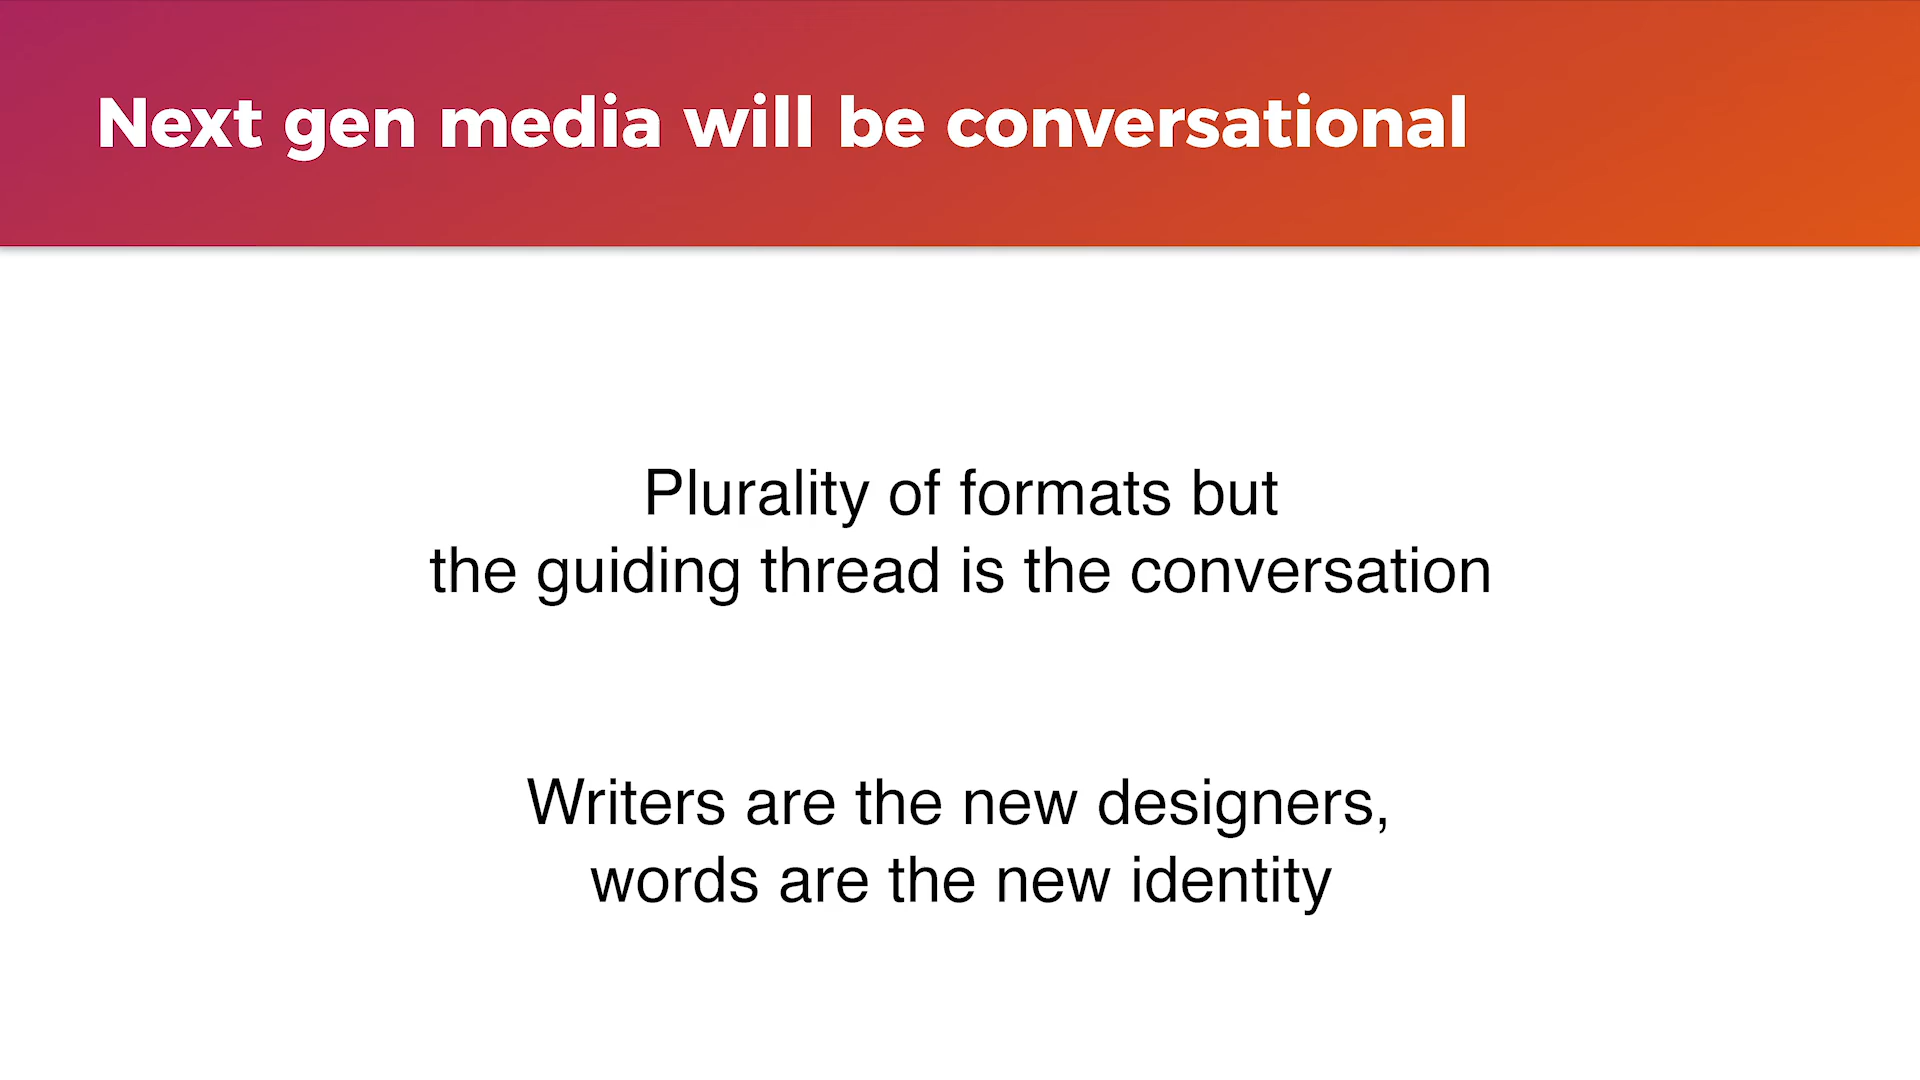 Next gen media will be conversational
Plurality of formats but
the guiding thread is the conversation
Writers are the new designers,
words are the new identity